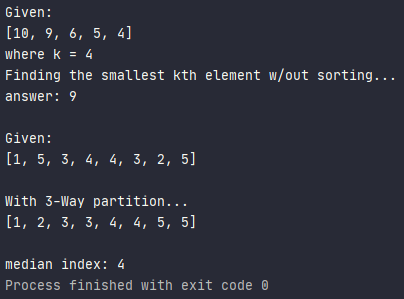 Given:
[10, 9, 6, 5, 4]
where k = 4
Finding the smallest kth element w/out sorting...
answer: 9
Given:
[1, 5, 3, 4, 4, 3, 2, 5]
With 3-Way partition...
[1, 2, 3, 3, 4, 4, 5, 5]
median index: 4
Process finished with exit code 0